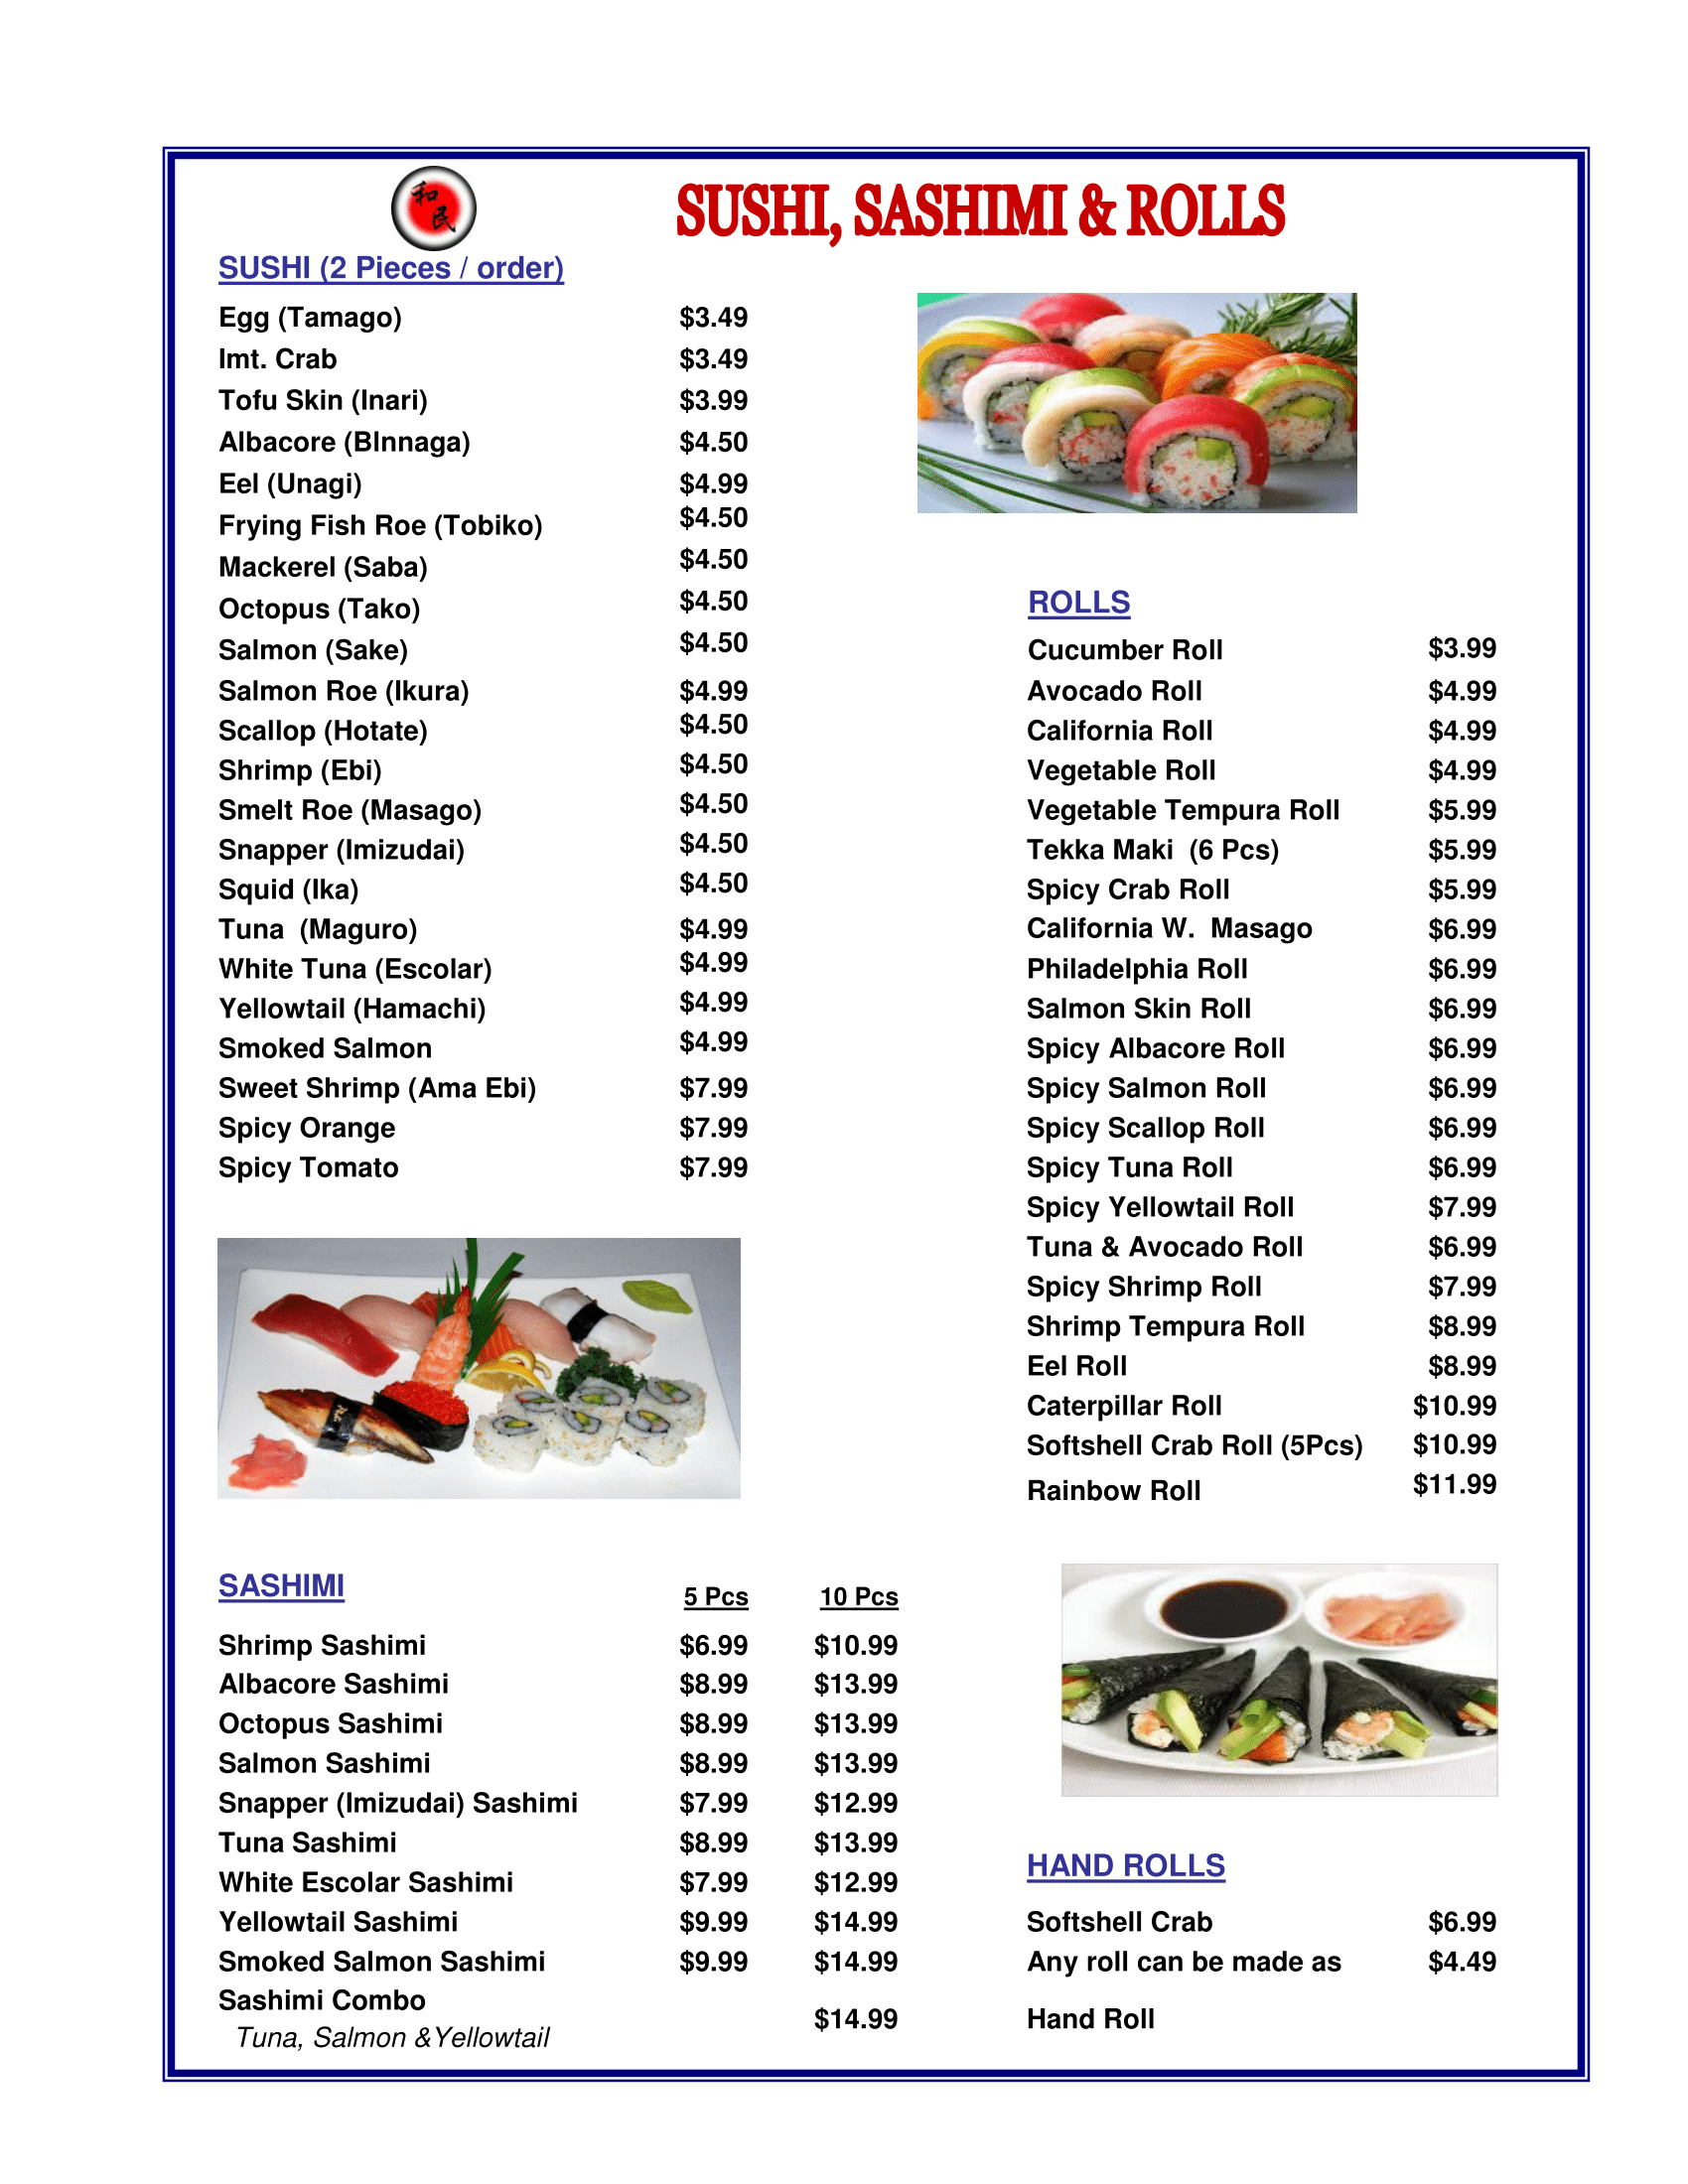 和
民
SUSHI, SASHIMI & ROLLS
SUSHI (2 Pieces / order)
Egg (Tamago) $3.49
Imt. Crab $3.49
Tofu Skin (Inari) $3.99
Albacore (BInnaga) $4.50
Eel (Unagi) $4.99
Frying Fish Roe (Tobiko) $4.50
Mackerel (Saba) $4.50
Octopus (Tako) $4.50
Salmon (Sake) $4.50
Salmon Roe (Ikura) $4.99
Scallop (Hotate) $4.50
Shrimp (Ebi) $4.50
Smelt Roe (Masago) $4.50
Snapper (Imizudai) $4.50
Squid (Ika) $4.50
Tuna  (Maguro) $4.99
White Tuna (Escolar) $4.99
Yellowtail (Hamachi) $4.99
Smoked Salmon $4.99
Sweet Shrimp (Ama Ebi) $7.99
Spicy Orange $7.99
Spicy Tomato $7.99
SASHIMI 5 Pcs 10 Pcs
Shrimp Sashimi $6.99 $10.99
Albacore Sashimi $8.99 $13.99
Octopus Sashimi $8.99 $13.99
Salmon Sashimi $8.99 $13.99
Snapper (Imizudai) Sashimi $7.99 $12.99
Tuna Sashimi $8.99 $13.99
White Escolar Sashimi $7.99 $12.99
Yellowtail Sashimi $9.99 $14.99
Smoked Salmon Sashimi $9.99 $14.99
Sashimi Combo $14.99
Tuna, Salmon &Yellowtail
ROLLS
Cucumber Roll $3.99
Avocado Roll $4.99
California Roll $4.99
Vegetable Roll $4.99
Vegetable Tempura Roll $5.99
Tekka Maki  (6 Pcs) $5.99
Spicy Crab Roll $5.99
California W.  Masago $6.99
Philadelphia Roll $6.99
Salmon Skin Roll $6.99
Spicy Albacore Roll $6.99
Spicy Salmon Roll $6.99
Spicy Scallop Roll $6.99
Spicy Tuna Roll $6.99
Spicy Yellowtail Roll $7.99
Tuna & Avocado Roll $6.99
Spicy Shrimp Roll $7.99
Shrimp Tempura Roll $8.99
Eel Roll $8.99
Caterpillar Roll $10.99
Softshell Crab Roll (5Pcs) $10.99
Rainbow Roll $11.99
HAND ROLLS
Softshell Crab $6.99
Any roll can be made as $4.49
Hand Roll